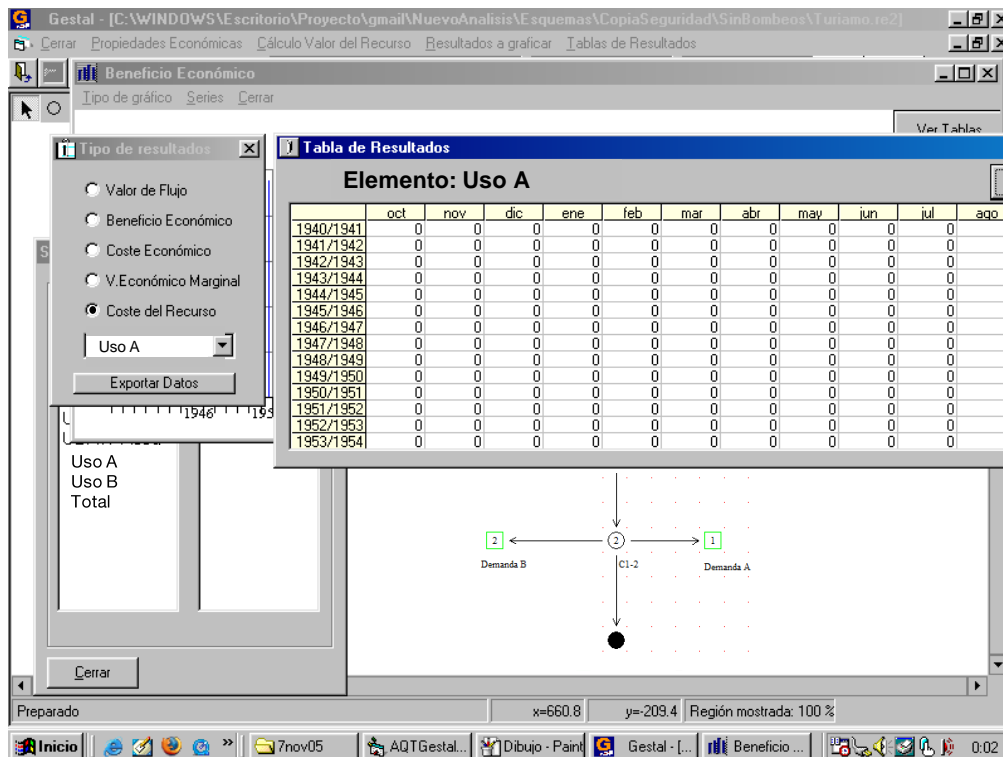 Gestal - [C:\WINDOWS\Escritorio\Proyecto\gmail\NuevoAnalisis\Esquemas\CopiaSeguridad\SinBombeos\Turiamo.re2]
Cerrar Propiedades Económicas Cálculo Valor del Recurso Resultados a graficar Tablas de Resultados
Beneficio Económico
Tipo de gráfico Series Cerrar
Ver Tablas
Tipo de resultados
Valor de Flujo
Beneficio Económico
Coste Económico
V.Económico Marginal
Coste del Recurso
Uso A
Exportar Datos
Tabla de Resultados
Elemento: Uso A
oct nov dic ene feb mar abr may jun jul ago
1940/1941 0 0 0 0 0 0 0 0 0 0
1941/1942 0 0 0 0 0 0 0 0 0 0
1942/1943 0 0 0 0 0 0 0 0 0 0
1943/1944 0 0 0 0 0 0 0 0 0 0
1944/1945 0 0 0 0 0 0 0 0 0 0
1945/1946 0 0 0 0 0 0 0 0 0 0
1946/1947 0 0 0 0 0 0 0 0 0 0
1947/1948 0 0 0 0 0 0 0 0 0 0
1948/1949 0 0 0 0 0 0 0 0 0 0
1949/1950 0 0 0 0 0 0 0 0 0 0
1950/1951 0 0 0 0 0 0 0 0 0 0
1951/1952 0 0 0 0 0 0 0 0 0 0
1952/1953 0 0 0 0 0 0 0 0 0 0
1953/1954 0 0 0 0 0 0 0 0 0 0
1946 195
Uso A
Uso B
Total
2 2 1
Demanda B C1-2 Demanda A
Cerrar
Preparado x=660.8 y=-209.4 Región mostrada: 100 %
Inicio » 7nov05 AQTGestal... Dibujo - Paint Gestal - [... Beneficio ... 0:02